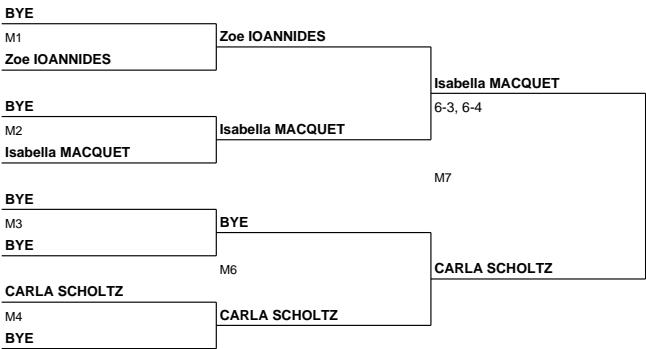 BYE
M1
Zoe IOANNIDES
Zoe IOANNIDES
BYE
M2
Isabella MACQUET
Isabella MACQUET
Isabella MACQUET
6-3, 6-4
M7
BYE
M3
BYE
BYE
M6
CARLA SCHOLTZ
M4
BYE
CARLA SCHOLTZ
CARLA SCHOLTZ